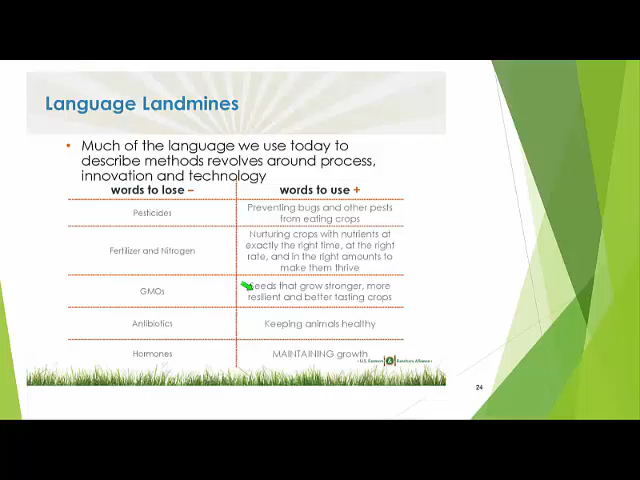 Language Landmines
• Much of the language we use today to
describe methods revolves around process,
innovation and technology
words to lose –
words to use +
Pesticides
Preventing bugs and other pests
from eating crops
Fertilizer and Nitrogen
Nurturing crops with nutrients at
exactly the right time, at the right
rate, and in the right amounts to
make them thrive
GMOs
Seeds that grow stronger, more
resilient and better tasting crops
Antibiotics
Keeping animals healthy
Hormones
MAINTAINING growth
U.S. Farmers Ranchers Alliance
24